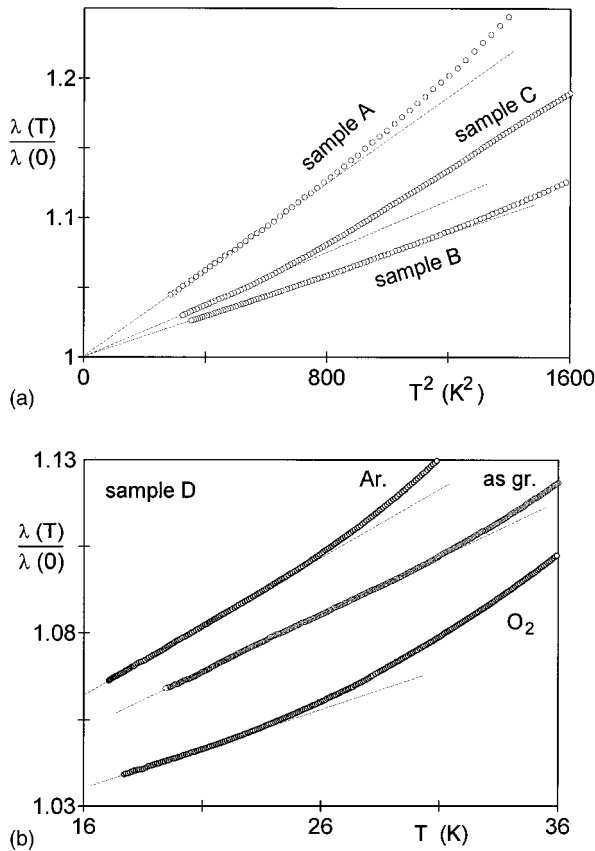 1.2
λ (T)
λ (0)
1.1
1
sample A
sample C
sample B
0
800
1600
T² (K²)
(a)
1.13
sample D
Ar.
as gr.
λ (T)
λ (0)
1.08
O₂
1.03
16
26
36
T (K)
(b)